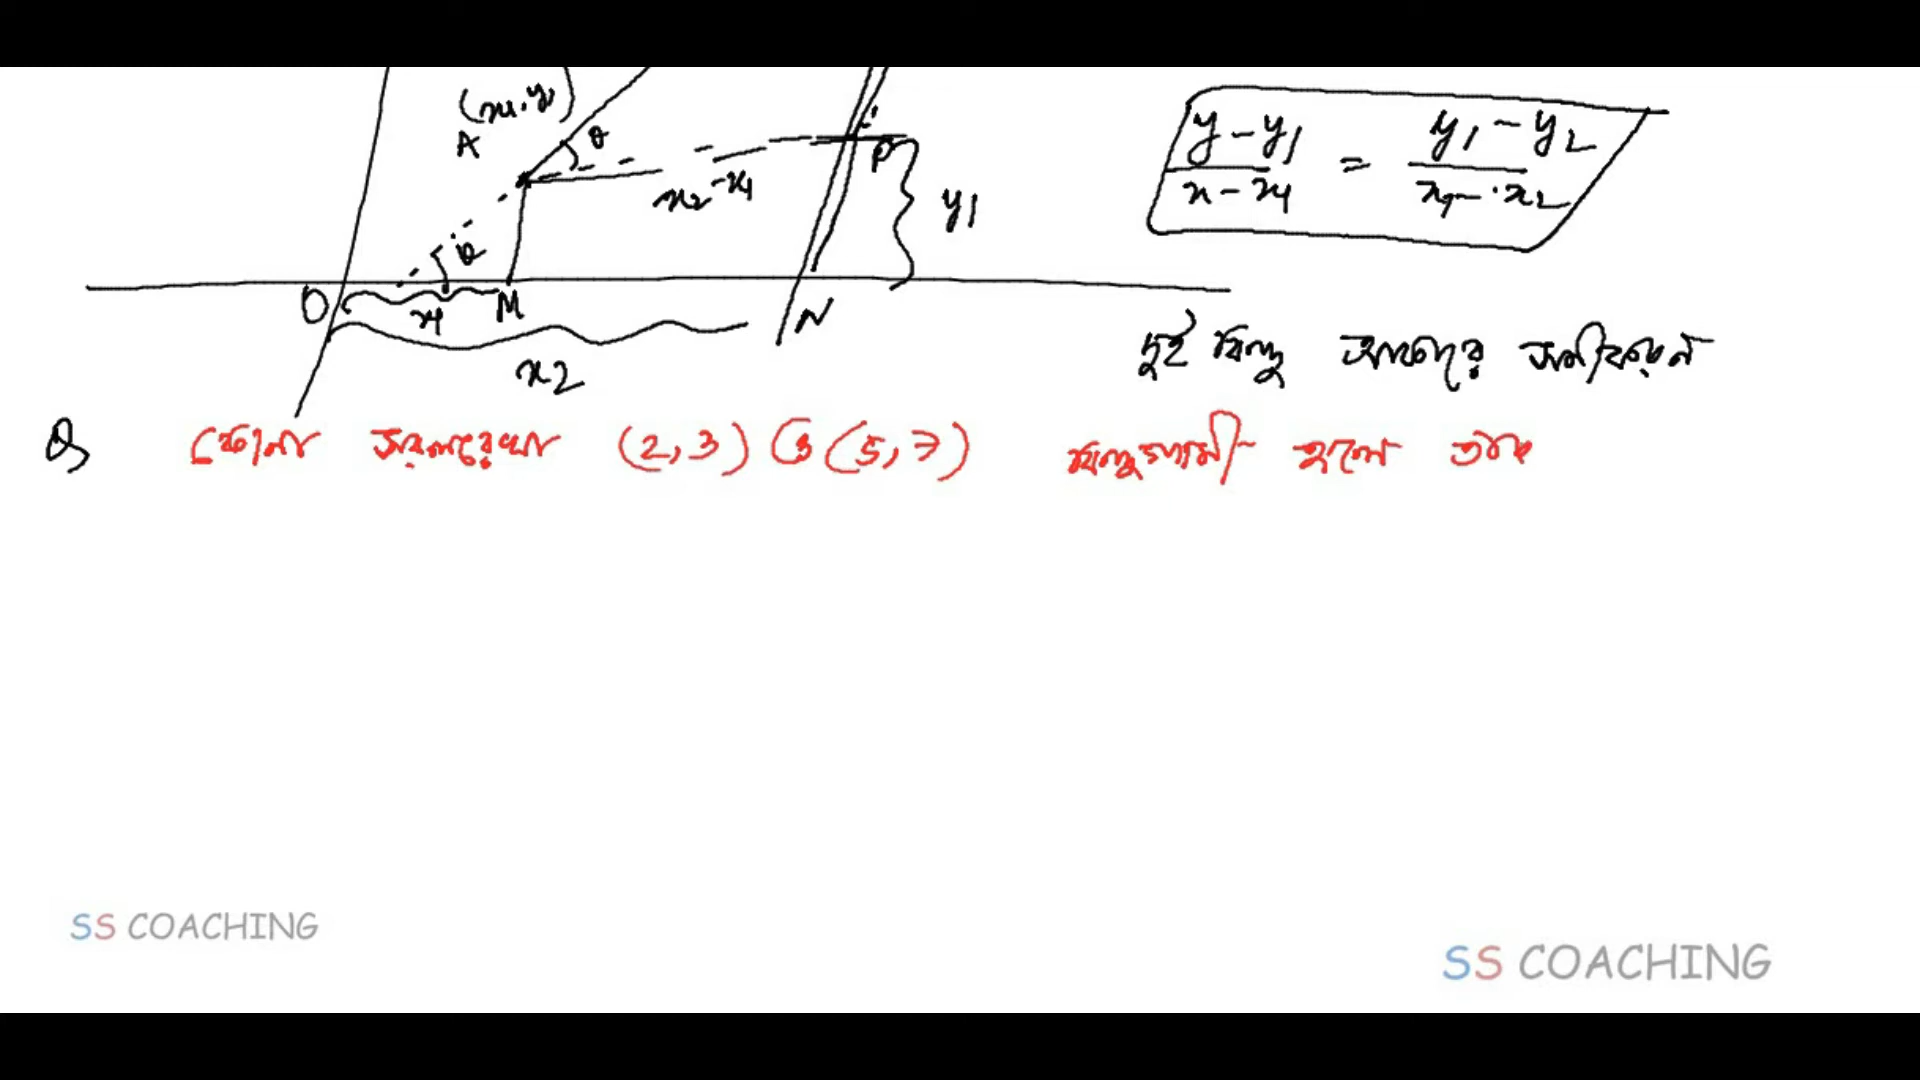 (x1, y1)
A
θ
P
y1
x2 - x1
θ
O
x1
M
N
x2
y - y1 / x - x1 = y1 - y2 / x1 - x2
দুই বিন্দু আকারের সমীকরণ
Q কোনো সরলরেখা (2, 3) ও (5, 7) বিন্দুগামী হলে তার
SS COACHING
SS COACHING